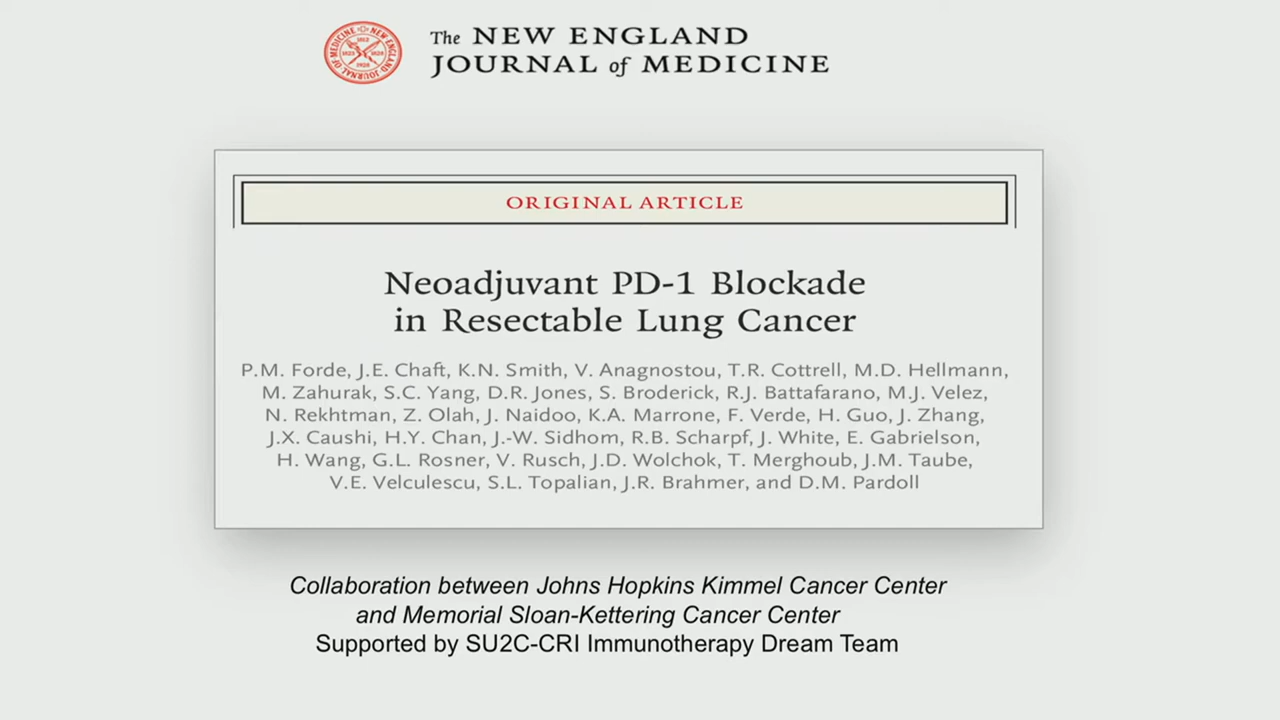 The NEW ENGLAND
JOURNAL of MEDICINE
ORIGINAL ARTICLE
Neoadjuvant PD-1 Blockade
in Resectable Lung Cancer
P.M. Forde, J.E. Chaft, K.N. Smith, V. Anagnostou, T.R. Cottrell, M.D. Hellmann,
M. Zahurak, S.C. Yang, D.R. Jones, S. Broderick, R.J. Battafarano, M.J. Velez,
N. Rekhtman, Z. Olah, J. Naidoo, K.A. Marrone, F. Verde, H. Guo, J. Zhang,
J.X. Caushi, H.Y. Chan, J.-W. Sidhom, R.B. Scharpf, J. White, E. Gabrielson,
H. Wang, G.L. Rosner, V. Rusch, J.D. Wolchok, T. Merghoub, J.M. Taube,
V.E. Velculescu, S.L. Topalian, J.R. Brahmer, and D.M. Pardoll
Collaboration between Johns Hopkins Kimmel Cancer Center
and Memorial Sloan-Kettering Cancer Center
Supported by SU2C-CRI Immunotherapy Dream Team